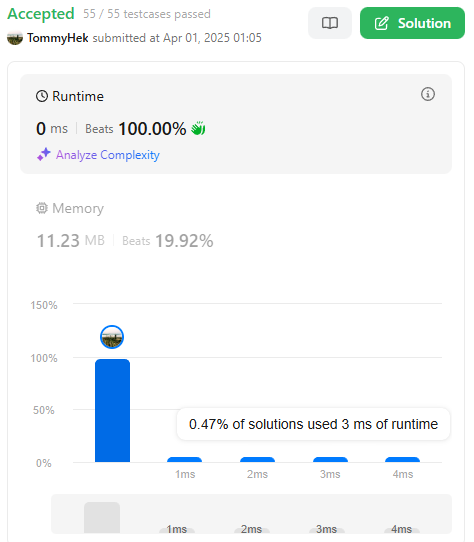 Accepted 55 / 55 testcases passed
Solution
TommyHek submitted at Apr 01, 2025 01:05
Runtime
0 ms Beats 100.00%
Analyze Complexity
Memory
11.23 MB Beats 19.92%
150%
100%
50%
0%
0.47% of solutions used 3 ms of runtime
1ms 2ms 3ms 4ms
1ms 2ms 3ms 4ms